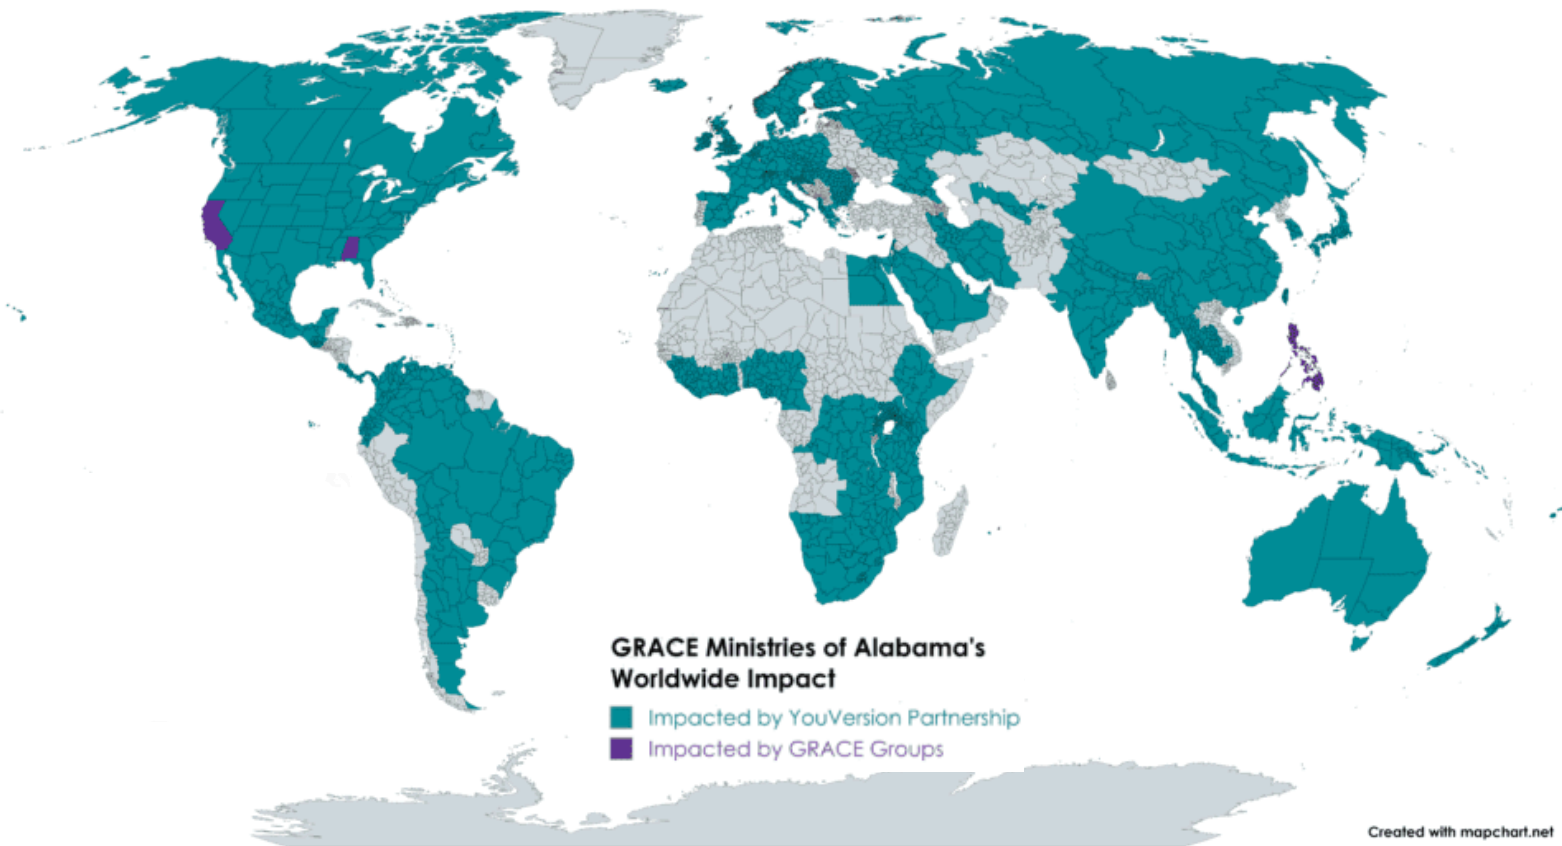 GRACE Ministries of Alabama's
Worldwide Impact
Impacted by YouVersion Partnership
Impacted by GRACE Groups
Created with mapchart.net